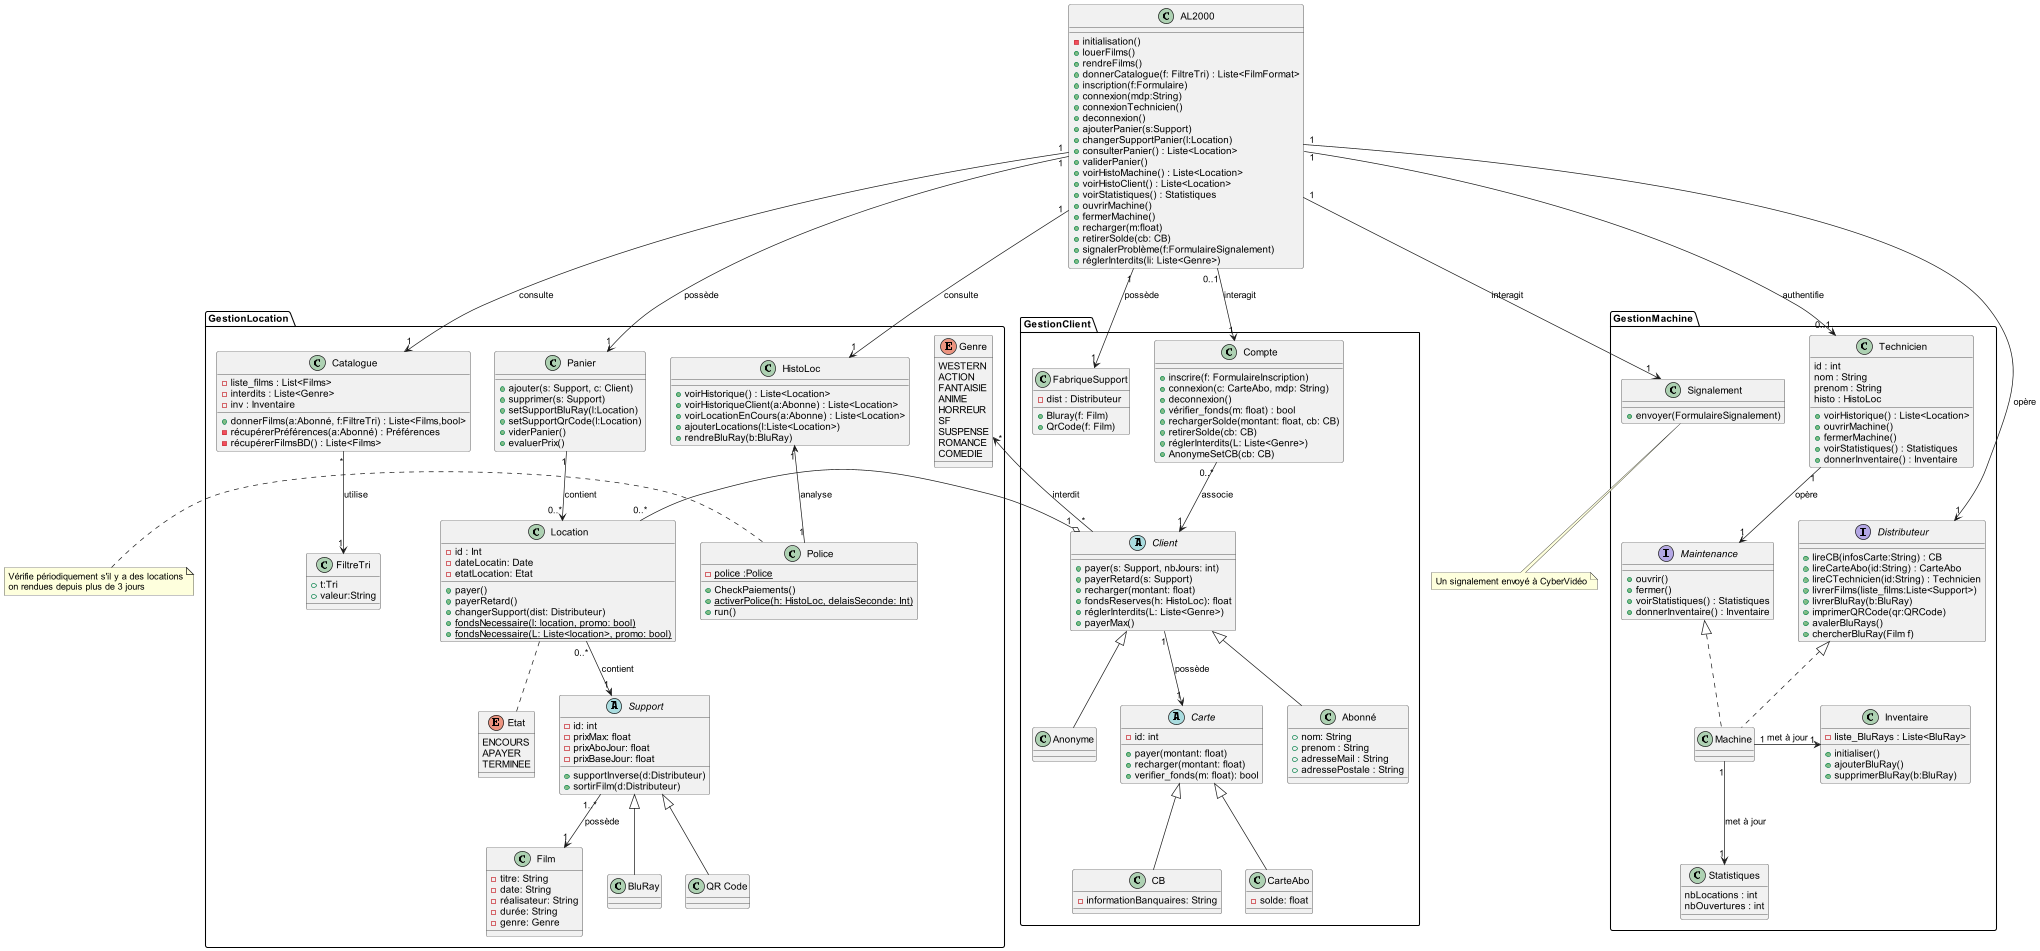 AL2000
initialisation()
louerFilms()
rendreFilms()
donnerCatalogue(f: FiltreTri) : Liste<FilmFormat>
inscription(f:Formulaire)
connexion(mdp:String)
connexionTechnicien()
deconnexion()
ajouterPanier(s:Support)
changerSupportPanier(l:Location)
consulterPanier() : Liste<Location>
validerPanier()
voirHistoMachine() : Liste<Location>
voirHistoClient() : Liste<Location>
voirStatistiques() : Statistiques
ouvrirMachine()
fermerMachine()
recharger(m:float)
retirerSolde(cb: CB)
signalerProblème(f:FormulaireSignalement)
réglerInterdits(li: Liste<Genre>)
1
1
1
1
1
1
1
0..1
consulte
possède
consulte
possède
interagit
interagit
authentifie
opère
1
1
1
1
1
1
0..1
1
GestionLocation
Catalogue
liste_films : List<Films>
interdits : Liste<Genre>
inv : Inventaire
donnerFilms(a:Abonné, f:FiltreTri) : Liste<Films,bool>
récupérerPréférences(a:Abonné) : Préférences
récupérerFilmsBD() : Liste<Films>
Panier
ajouter(s: Support, c: Client)
supprimer(s: Support)
setSupportBluRay(l:Location)
setSupportQrCode(l:Location)
viderPanier()
evaluerPrix()
HistoLoc
voirHistorique() : Liste<Location>
voirHistoriqueClient(a:Abonne) : Liste<Location>
voirLocationEnCours(a:Abonne) : Liste<Location>
ajouterLocations(l:Liste<Location>)
rendreBluRay(b:BluRay)
Genre
WESTERN
ACTION
FANTAISIE
ANIME
HORREUR
SF
SUSPENSE
ROMANCE
COMEDIE
*
utilise
1
1
contient
0..*
0..*
1
1
analyse
1
*
interdit
*
FiltreTri
t:Tri
valeur:String
Location
id : Int
dateLocatin: Date
etatLocation: Etat
payer()
payerRetard()
changerSupport(dist: Distributeur)
fondsNecessaire(l: location, promo: bool)
fondsNecessaire(L: Liste<location>, promo: bool)
Police
police :Police
CheckPaiements()
activerPolice(h: HistoLoc, delaisSeconde: Int)
run()
Vérifie périodiquement s'il y a des locations
on rendues depuis plus de 3 jours
0..*
contient
1
Etat
ENCOURS
APAYER
TERMINEE
Support
id: int
prixMax: float
prixAboJour: float
prixBaseJour: float
supportInverse(d:Distributeur)
sortirFilm(d:Distributeur)
1..*
possède
1
Film
titre: String
date: String
réalisateur: String
durée: String
genre: Genre
BluRay
QR Code
GestionClient
FabriqueSupport
dist : Distributeur
Bluray(f: Film)
QrCode(f: Film)
Compte
inscrire(f: FormulaireInscription)
connexion(c: CarteAbo, mdp: String)
deconnexion()
vérifier_fonds(m: float) : bool
rechargerSolde(montant: float, cb: CB)
retirerSolde(cb: CB)
réglerInterdits(L: Liste<Genre>)
AnonymeSetCB(cb: CB)
0..*
associe
1
Client
payer(s: Support, nbJours: int)
payerRetard(s: Support)
recharger(montant: float)
fondsReserves(h: HistoLoc): float
réglerInterdits(L: Liste<Genre>)
payerMax()
1
possède
1
Anonyme
Carte
id: int
payer(montant: float)
recharger(montant: float)
verifier_fonds(m: float): bool
Abonné
nom: String
prenom : String
adresseMail : String
adressePostale : String
CB
informationBanquaires: String
CarteAbo
solde: float
GestionMachine
Technicien
id : int
nom : String
prenom : String
histo : HistoLoc
voirHistorique() : Liste<Location>
ouvrirMachine()
fermerMachine()
voirStatistiques() : Statistiques
donnerInventaire() : Inventaire
Signalement
envoyer(FormulaireSignalement)
1
opère
1
Un signalement envoyé à CyberVidéo
Maintenance
ouvrir()
fermer()
voirStatistiques() : Statistiques
donnerInventaire() : Inventaire
Distributeur
lireCB(infosCarte:String) : CB
lireCarteAbo(id:String) : CarteAbo
lireCTechnicien(id:String) : Technicien
livrerFilms(liste_films:Liste<Support>)
livrerBluRay(b:BluRay)
imprimerQRCode(qr:QRCode)
avalerBluRays()
chercherBluRay(Film f)
Machine
1 met à jour 1
Inventaire
liste_BluRays : Liste<BluRay>
initialiser()
ajouterBluRay()
supprimerBluRay(b:BluRay)
1
met à jour
1
Statistiques
nbLocations : int
nbOuvertures : int